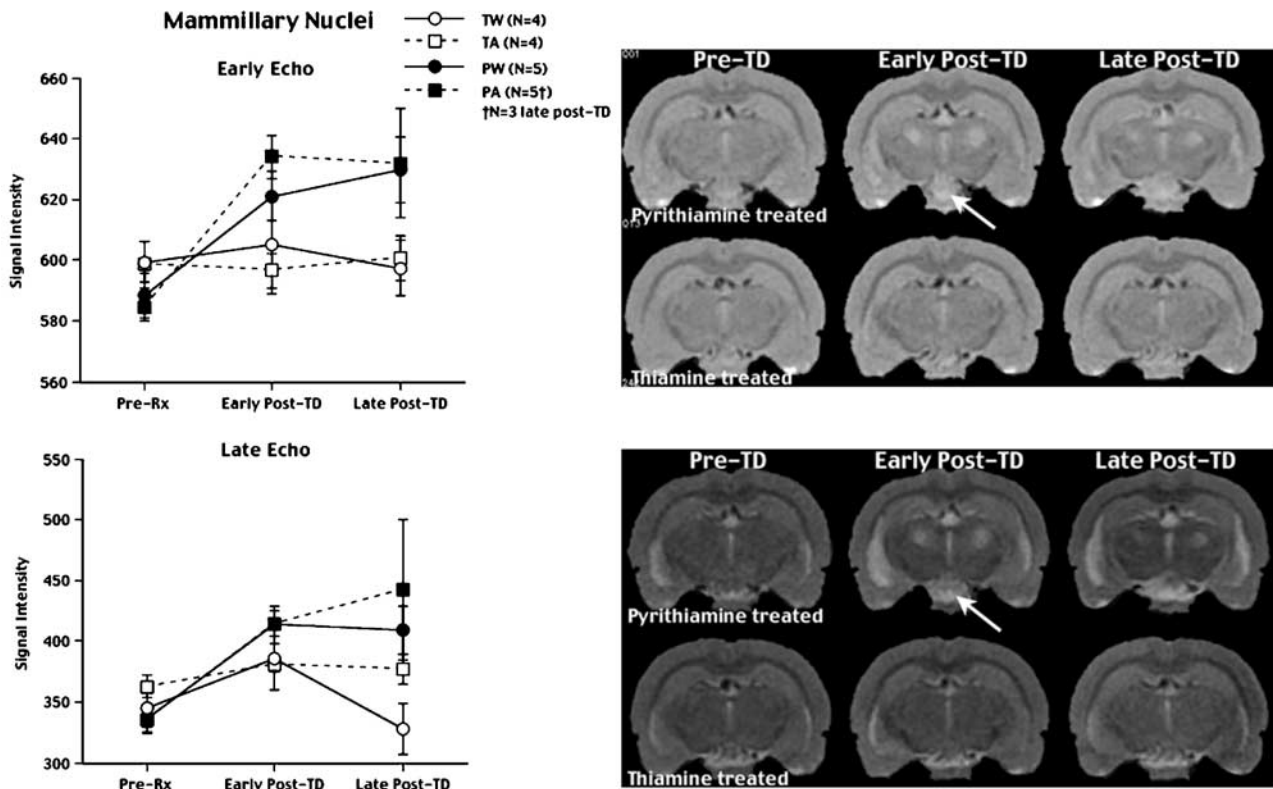 Mammillary Nuclei
TW (N=4)
TA (N=4)
PW (N=5)
PA (N=5†)
†N=3 late post-TD
Early Echo
660
640
620
600
580
560
Signal Intensity
Pre-Rx
Early Post-TD
Late Post-TD
001
Pre-TD
Early Post-TD
Late Post-TD
Pyrithiamine treated
Thiamine treated
Late Echo
550
500
450
400
350
300
Signal Intensity
Pre-Rx
Early Post-TD
Late Post-TD
Pre-TD
Early Post-TD
Late Post-TD
Pyrithiamine treated
Thiamine treated